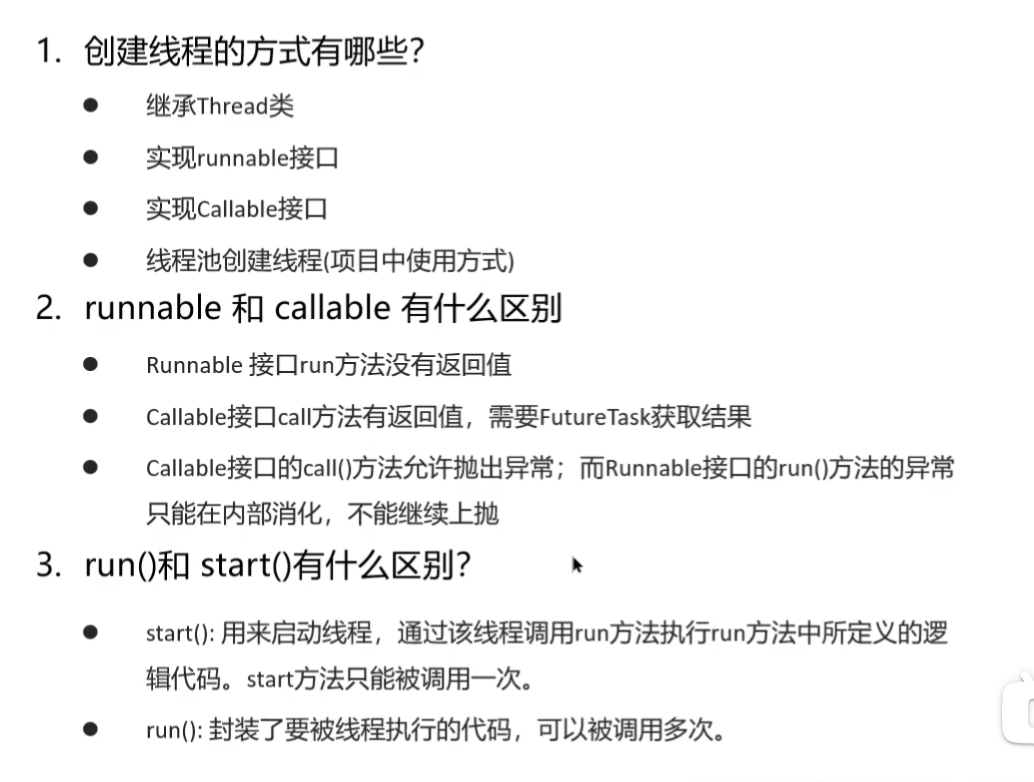 1. 创建线程的方式有哪些？
● 继承Thread类
● 实现runnable接口
● 实现Callable接口
● 线程池创建线程(项目中使用方式)
2. runnable 和 callable 有什么区别
● Runnable 接口run方法没有返回值
● Callable接口call方法有返回值，需要FutureTask获取结果
● Callable接口的call()方法允许抛出异常；而Runnable接口的run()方法的异常
只能在内部消化，不能继续上抛
3. run()和 start()有什么区别？
● start(): 用来启动线程，通过该线程调用run方法执行run方法中所定义的逻
辑代码。start方法只能被调用一次。
● run(): 封装了要被线程执行的代码，可以被调用多次。